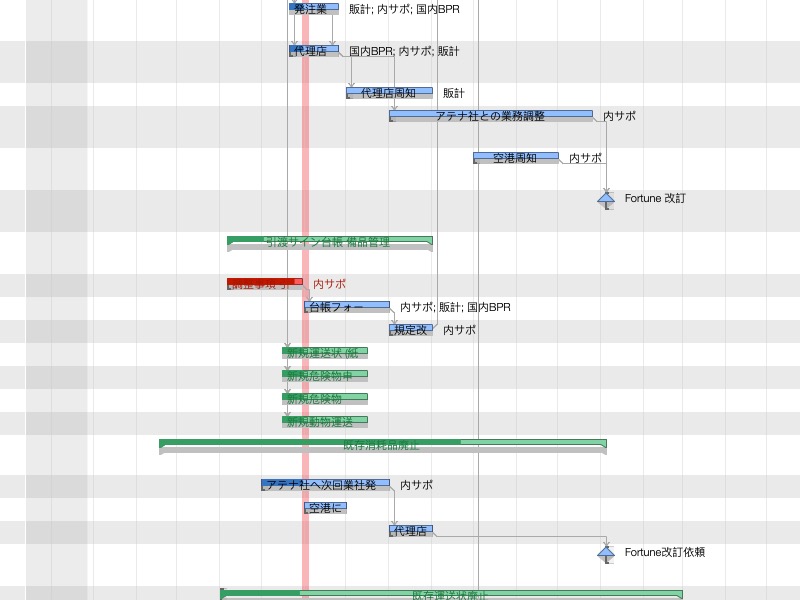 発注業 販計; 内サポ; 国内BPR
代理店 国内BPR; 内サポ; 販計
代理店周知 販計
アテナ社との業務調整 内サポ
空港周知 内サポ
Fortune 改訂
引渡サイン台帳 備品管理
調整事項 内サポ
台帳フォー 内サポ; 販計; 国内BPR
規定改 内サポ
新規運送状 (紙
新規危険物申
新規危険物
新規動物運送
既存消耗品廃止
アテナ社へ次回業社発 内サポ
空港に
代理店
Fortune改訂依頼
既存運送状廃止